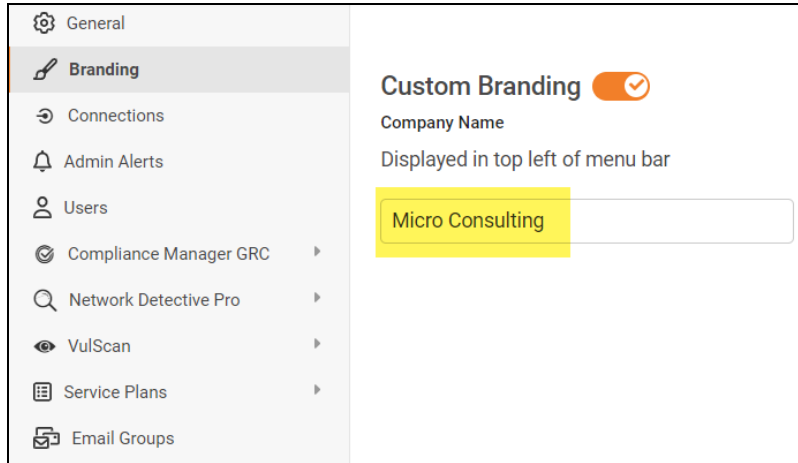 General
Branding
Connections
Admin Alerts
Users
Compliance Manager GRC
Network Detective Pro
VulScan
Service Plans
Email Groups
Custom Branding
Company Name
Displayed in top left of menu bar
Micro Consulting